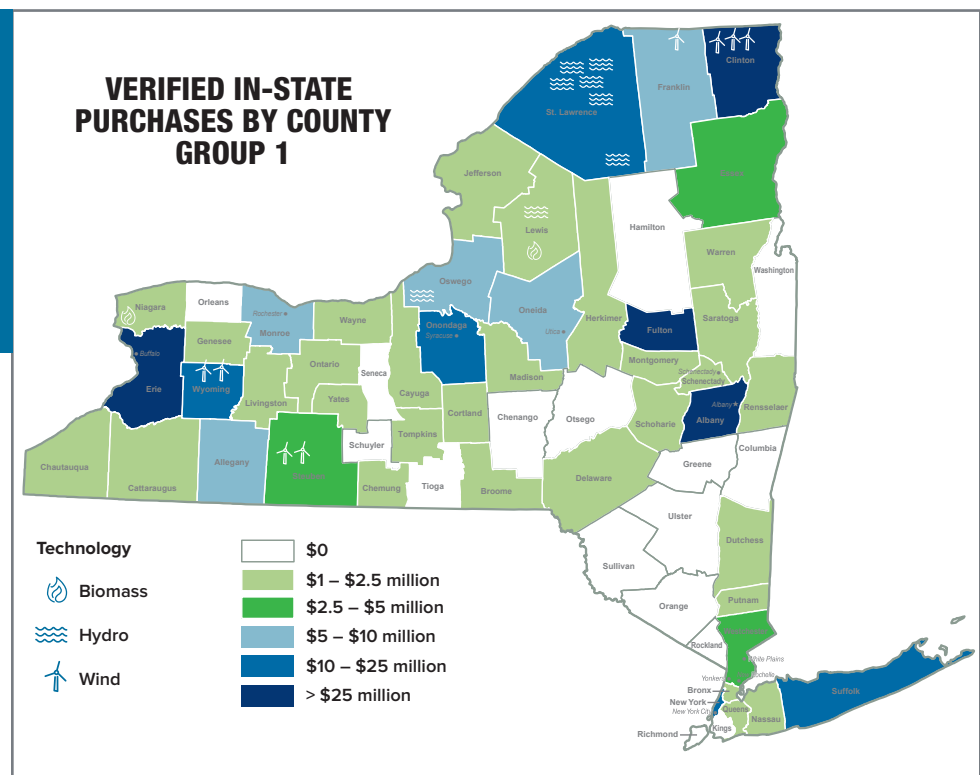 VERIFIED IN-STATE
PURCHASES BY COUNTY
GROUP 1
Clinton
Franklin
St. Lawrence
Jefferson
Lewis
Hamilton
Warren
Washington
Oswego
Oneida
Utica
Herkimer
Fulton
Saratoga
Montgomery
Schenectady
Schenectady
Niagara
Orleans
Rochester
Monroe
Wayne
Onondaga
Syracuse
Genesee
Buffalo
Erie
Wyoming
Livingston
Ontario
Seneca
Yates
Cayuga
Madison
Cortland
Chenango
Otsego
Schoharie
Albany
Albany
Rensselaer
Chautauqua
Cattaraugus
Allegany
Schuyler
Tompkins
Chemung
Tioga
Broome
Delaware
Greene
Columbia
Ulster
Dutchess
Sullivan
Orange
Putnam
Rockland
White Plains
Yonkers
Bronx
New York
New York City
Queens
Kings
Nassau
Suffolk
Richmond
Technology
Biomass
Hydro
Wind
$0
$1 – $2.5 million
$2.5 – $5 million
$5 – $10 million
$10 – $25 million
> $25 million